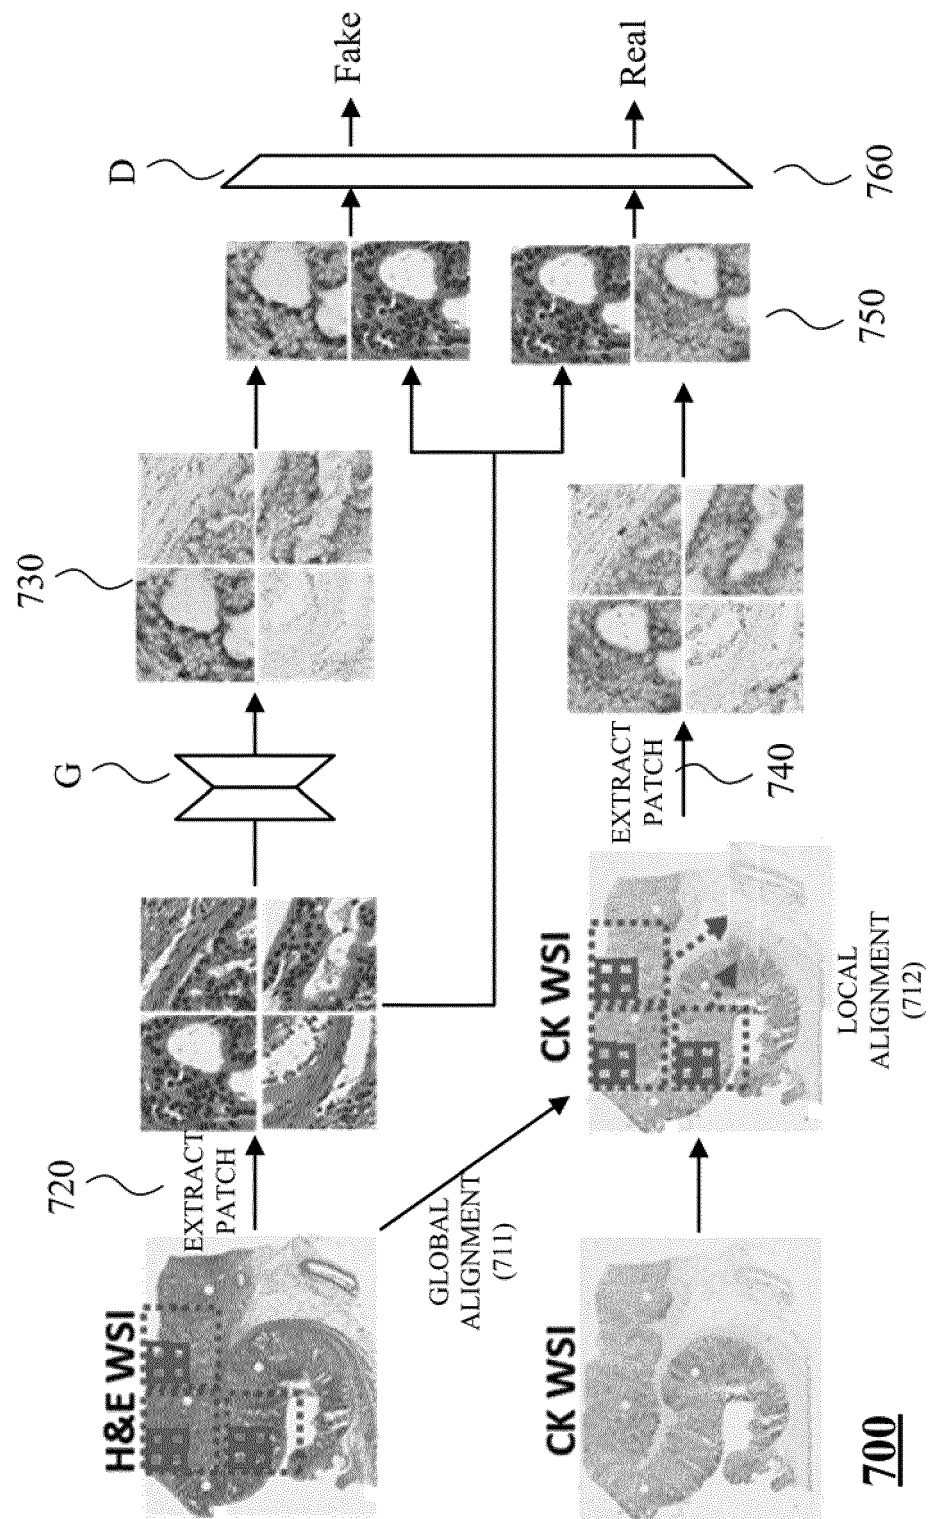 H&E WSI
720
EXTRACT
PATCH
G
730
D
Fake
GLOBAL
ALIGNMENT
(711)
CK WSI
CK WSI
LOCAL
ALIGNMENT
(712)
EXTRACT
PATCH
740
750
Real
760
700